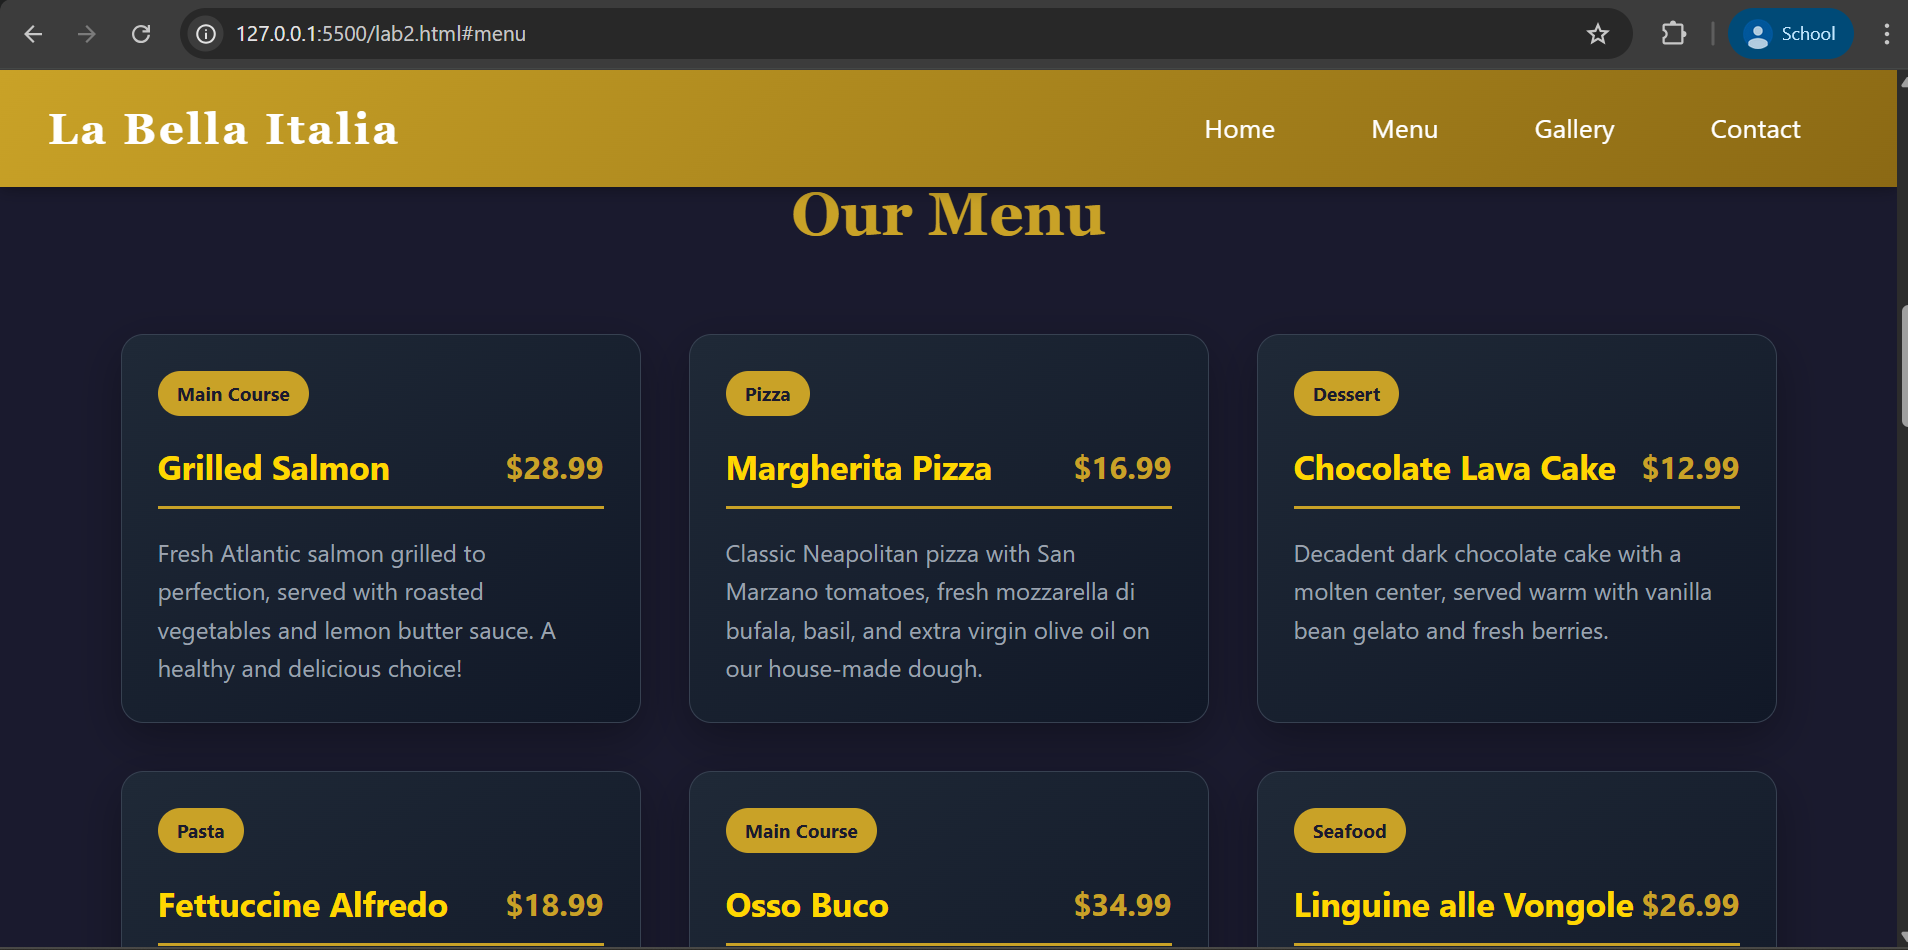 127.0.0.1:5500/lab2.html#menu
School
La Bella Italia
Home Menu Gallery Contact
Our Menu
Main Course
Grilled Salmon $28.99
Fresh Atlantic salmon grilled to
perfection, served with roasted
vegetables and lemon butter sauce. A
healthy and delicious choice!
Pizza
Margherita Pizza $16.99
Classic Neapolitan pizza with San
Marzano tomatoes, fresh mozzarella di
bufala, basil, and extra virgin olive oil on
our house-made dough.
Dessert
Chocolate Lava Cake $12.99
Decadent dark chocolate cake with a
molten center, served warm with vanilla
bean gelato and fresh berries.
Pasta
Fettuccine Alfredo $18.99
Main Course
Osso Buco $34.99
Seafood
Linguine alle Vongole $26.99